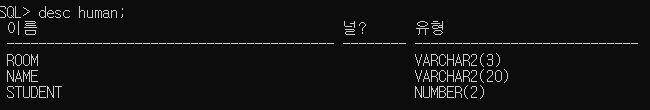 SQL> desc human;
이름 널? 유형
----------------------------------------- -------- ----------------------------
ROOM VARCHAR2(3)
NAME VARCHAR2(20)
STUDENT NUMBER(2)